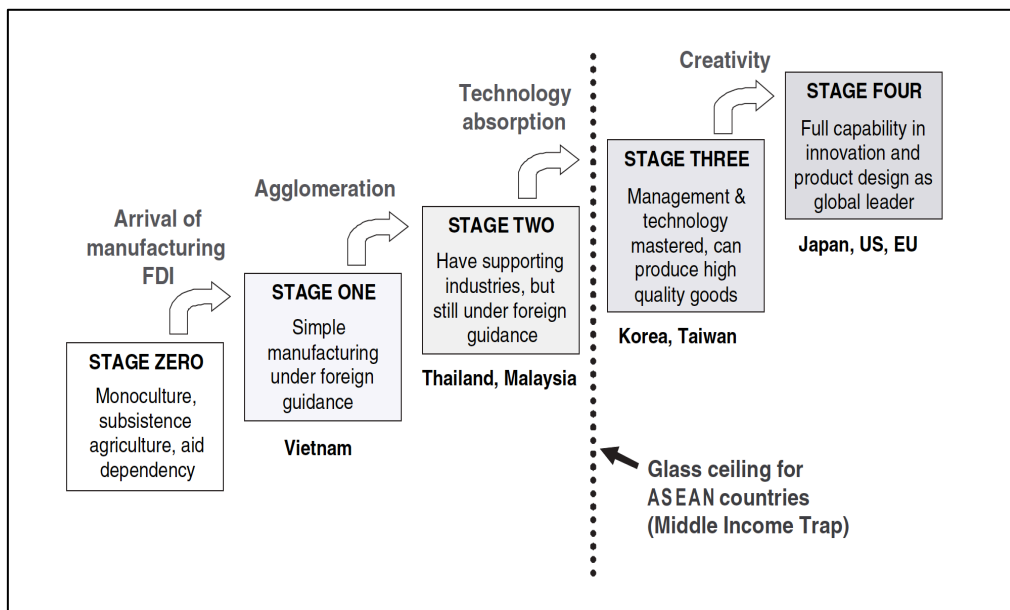 Arrival of
manufacturing
FDI
STAGE ZERO
Monoculture,
subsistence
agriculture, aid
dependency
Agglomeration
STAGE ONE
Simple
manufacturing
under foreign
guidance
Vietnam
Technology
absorption
STAGE TWO
Have supporting
industries, but
still under foreign
guidance
Thailand, Malaysia
Creativity
STAGE THREE
Management &
technology
mastered, can
produce high
quality goods
Korea, Taiwan
STAGE FOUR
Full capability in
innovation and
product design as
global leader
Japan, US, EU
Glass ceiling for
ASEAN countries
(Middle Income Trap)